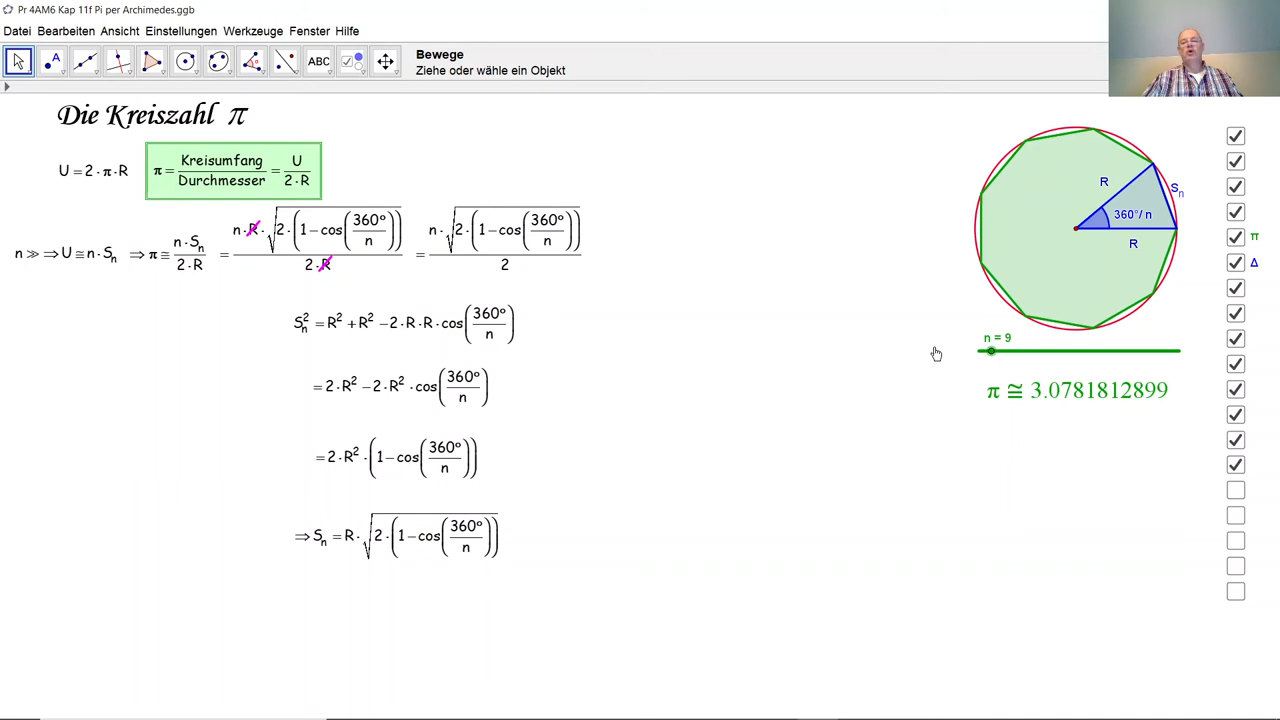 Pr 4AM6 Kap 11f Pi per Archimedes.ggb
Datei Bearbeiten Ansicht Einstellungen Werkzeuge Fenster Hilfe
A ABC Bewege
Ziehe oder wähle ein Objekt
Die Kreiszahl π
U = 2·π·R π = Kreisumfang/Durchmesser = U/(2·R)
n ≫ ⇒ U ≅ n·Sₙ ⇒ π ≅ (n·Sₙ)/(2·R) = (n·R·√(2·(1−cos(360°/n))))/(2·R) = (n·√(2·(1−cos(360°/n))))/2
Sₙ² = R² + R² − 2·R·R·cos(360°/n)
= 2·R² − 2·R²·cos(360°/n)
= 2·R²·(1−cos(360°/n))
⇒ Sₙ = R·√(2·(1−cos(360°/n)))
R
Sₙ
360°/n
R
n = 9
π ≅ 3.0781812899
π
Δ